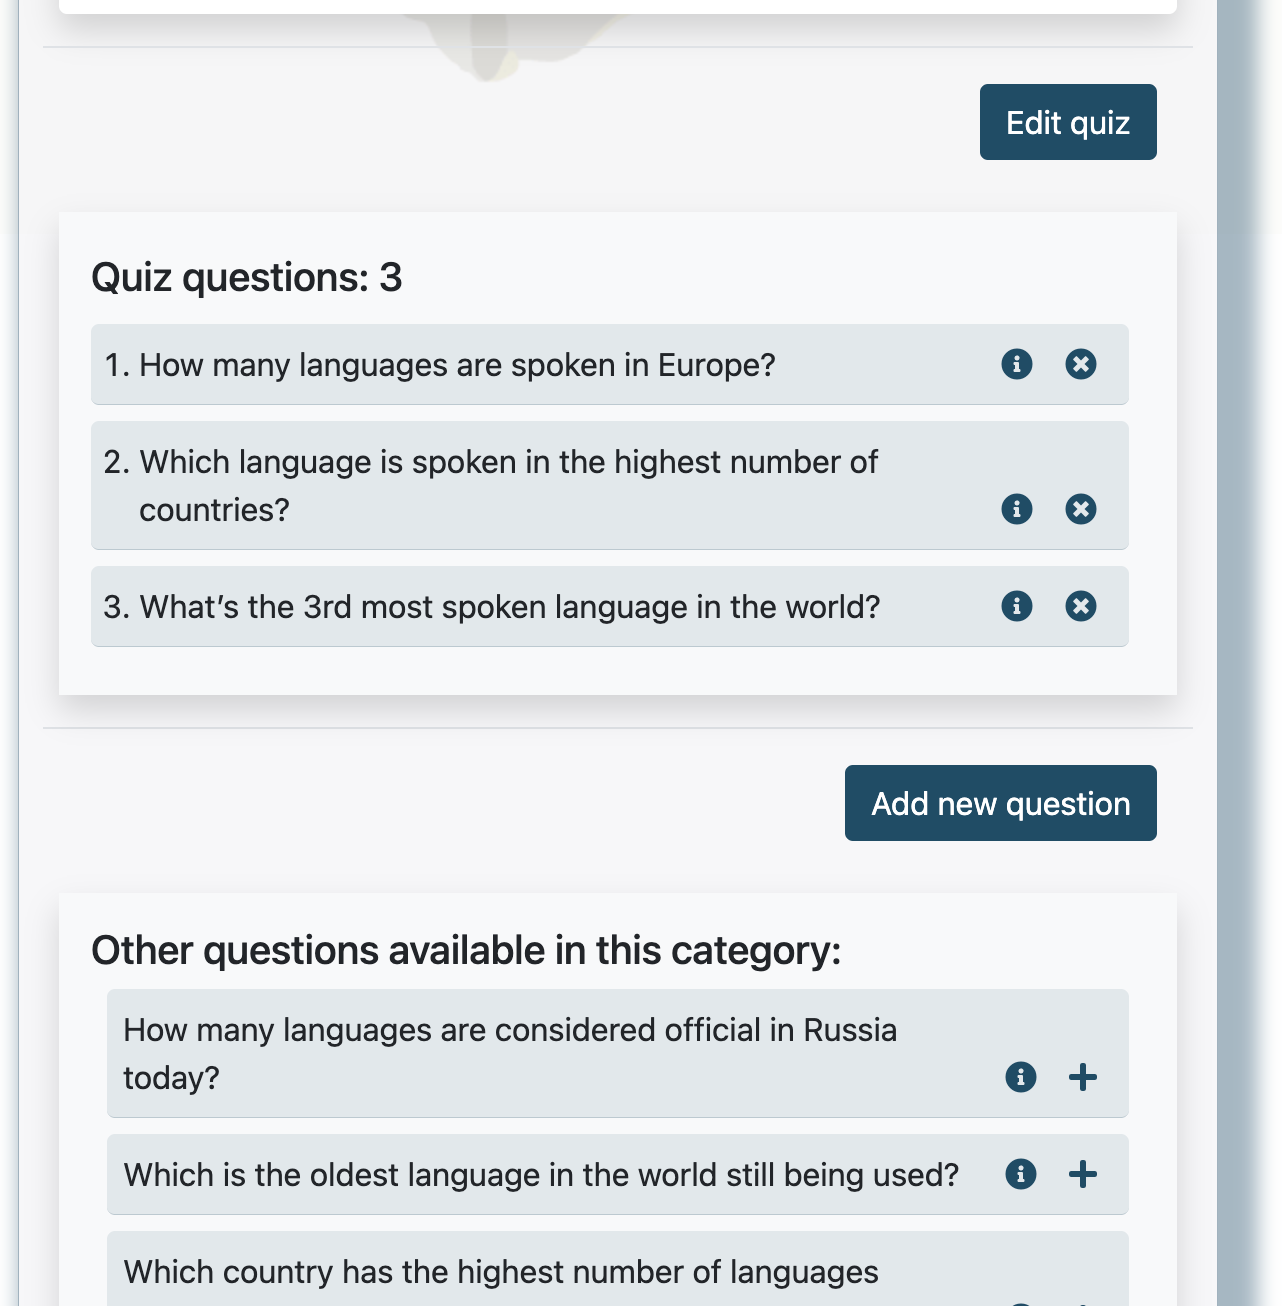 Edit quiz
Quiz questions: 3
1. How many languages are spoken in Europe?
2. Which language is spoken in the highest number of
countries?
3. What's the 3rd most spoken language in the world?
Add new question
Other questions available in this category:
How many languages are considered official in Russia
today?
Which is the oldest language in the world still being used?
Which country has the highest number of languages